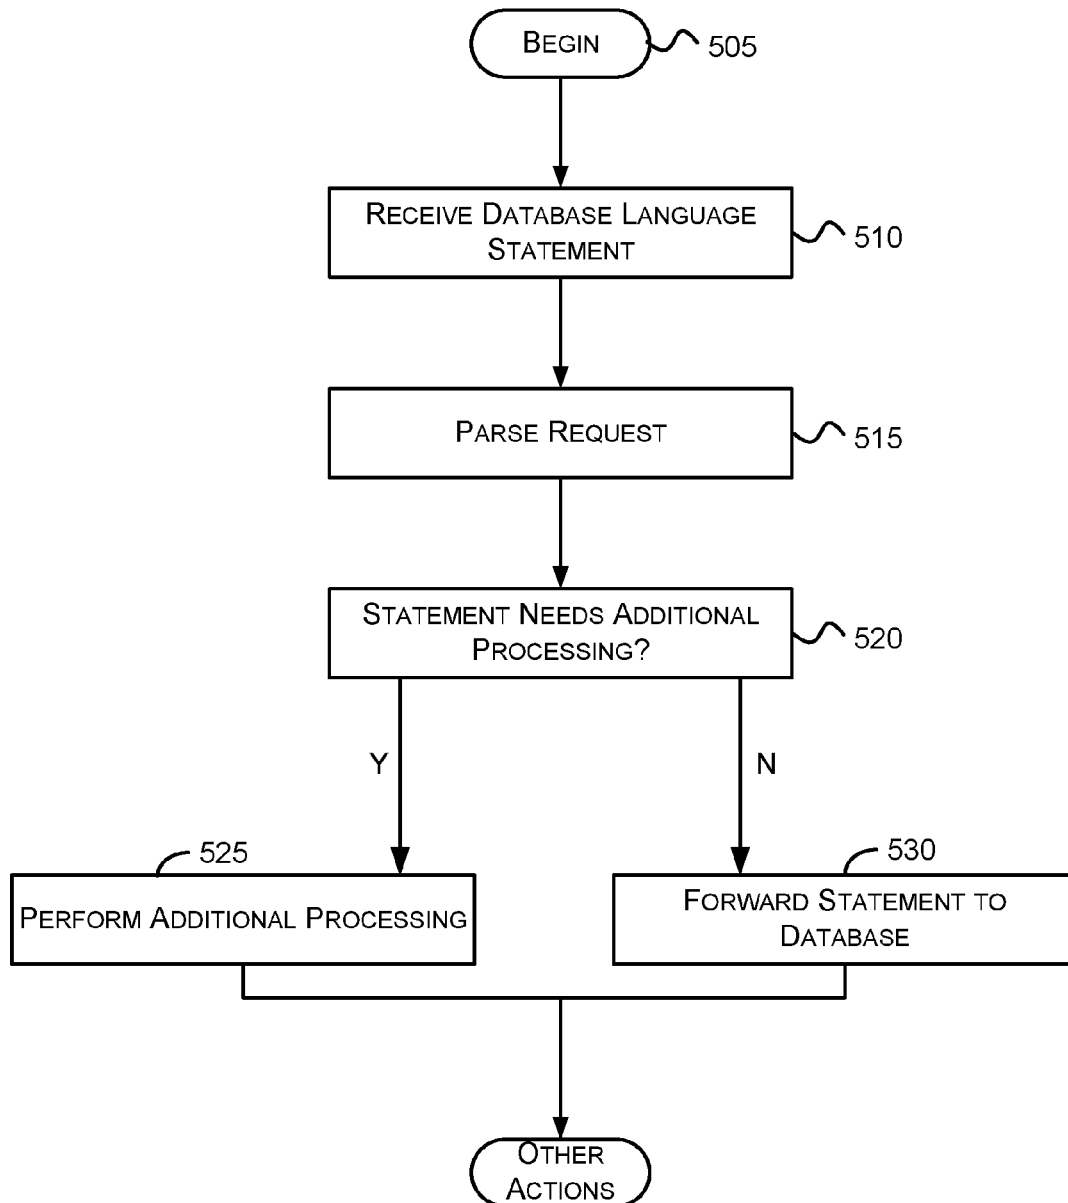 BEGIN
505
RECEIVE DATABASE LANGUAGE
STATEMENT
510
PARSE REQUEST
515
STATEMENT NEEDS ADDITIONAL
PROCESSING?
520
Y
N
525
530
PERFORM ADDITIONAL PROCESSING
FORWARD STATEMENT TO
DATABASE
OTHER
ACTIONS